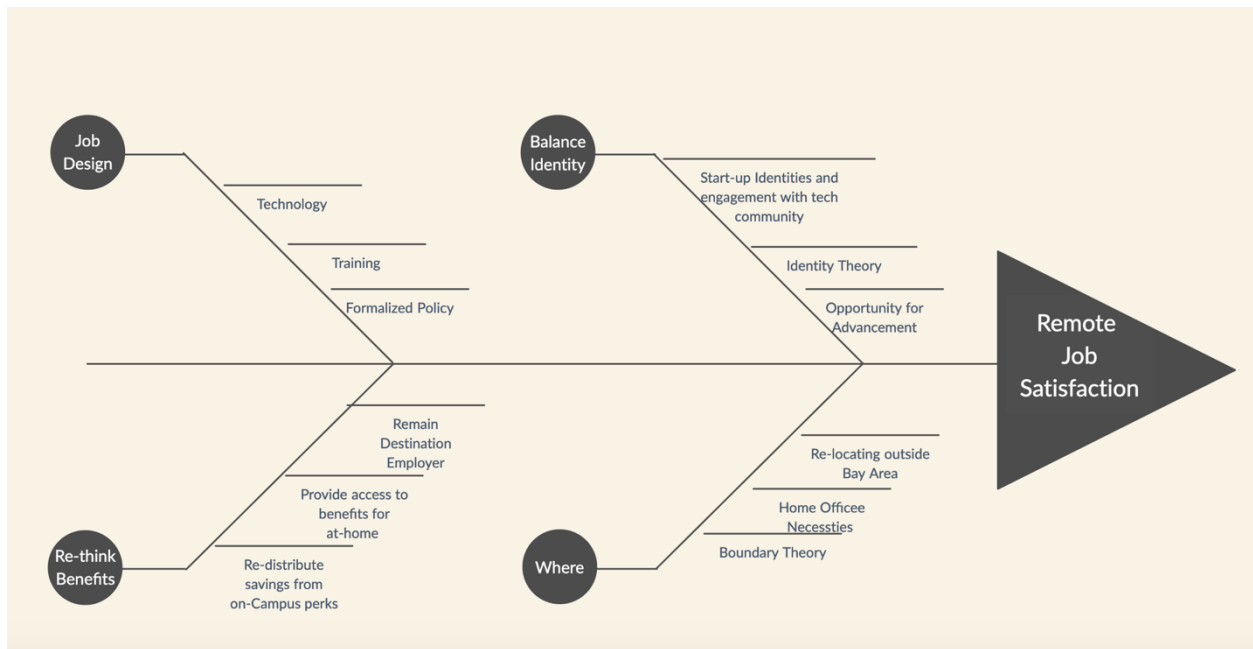 Job
Design
Technology
Training
Formalized Policy
Balance
Identity
Start-up Identities and
engagement with tech
community
Identity Theory
Opportunity for
Advancement
Remote
Job
Satisfaction
Re-think
Benefits
Remain
Destination
Employer
Provide access to
benefits for
at-home
Re-distribute
savings from
on-Campus perks
Where
Re-locating outside
Bay Area
Home Officee
Necessties
Boundary Theory